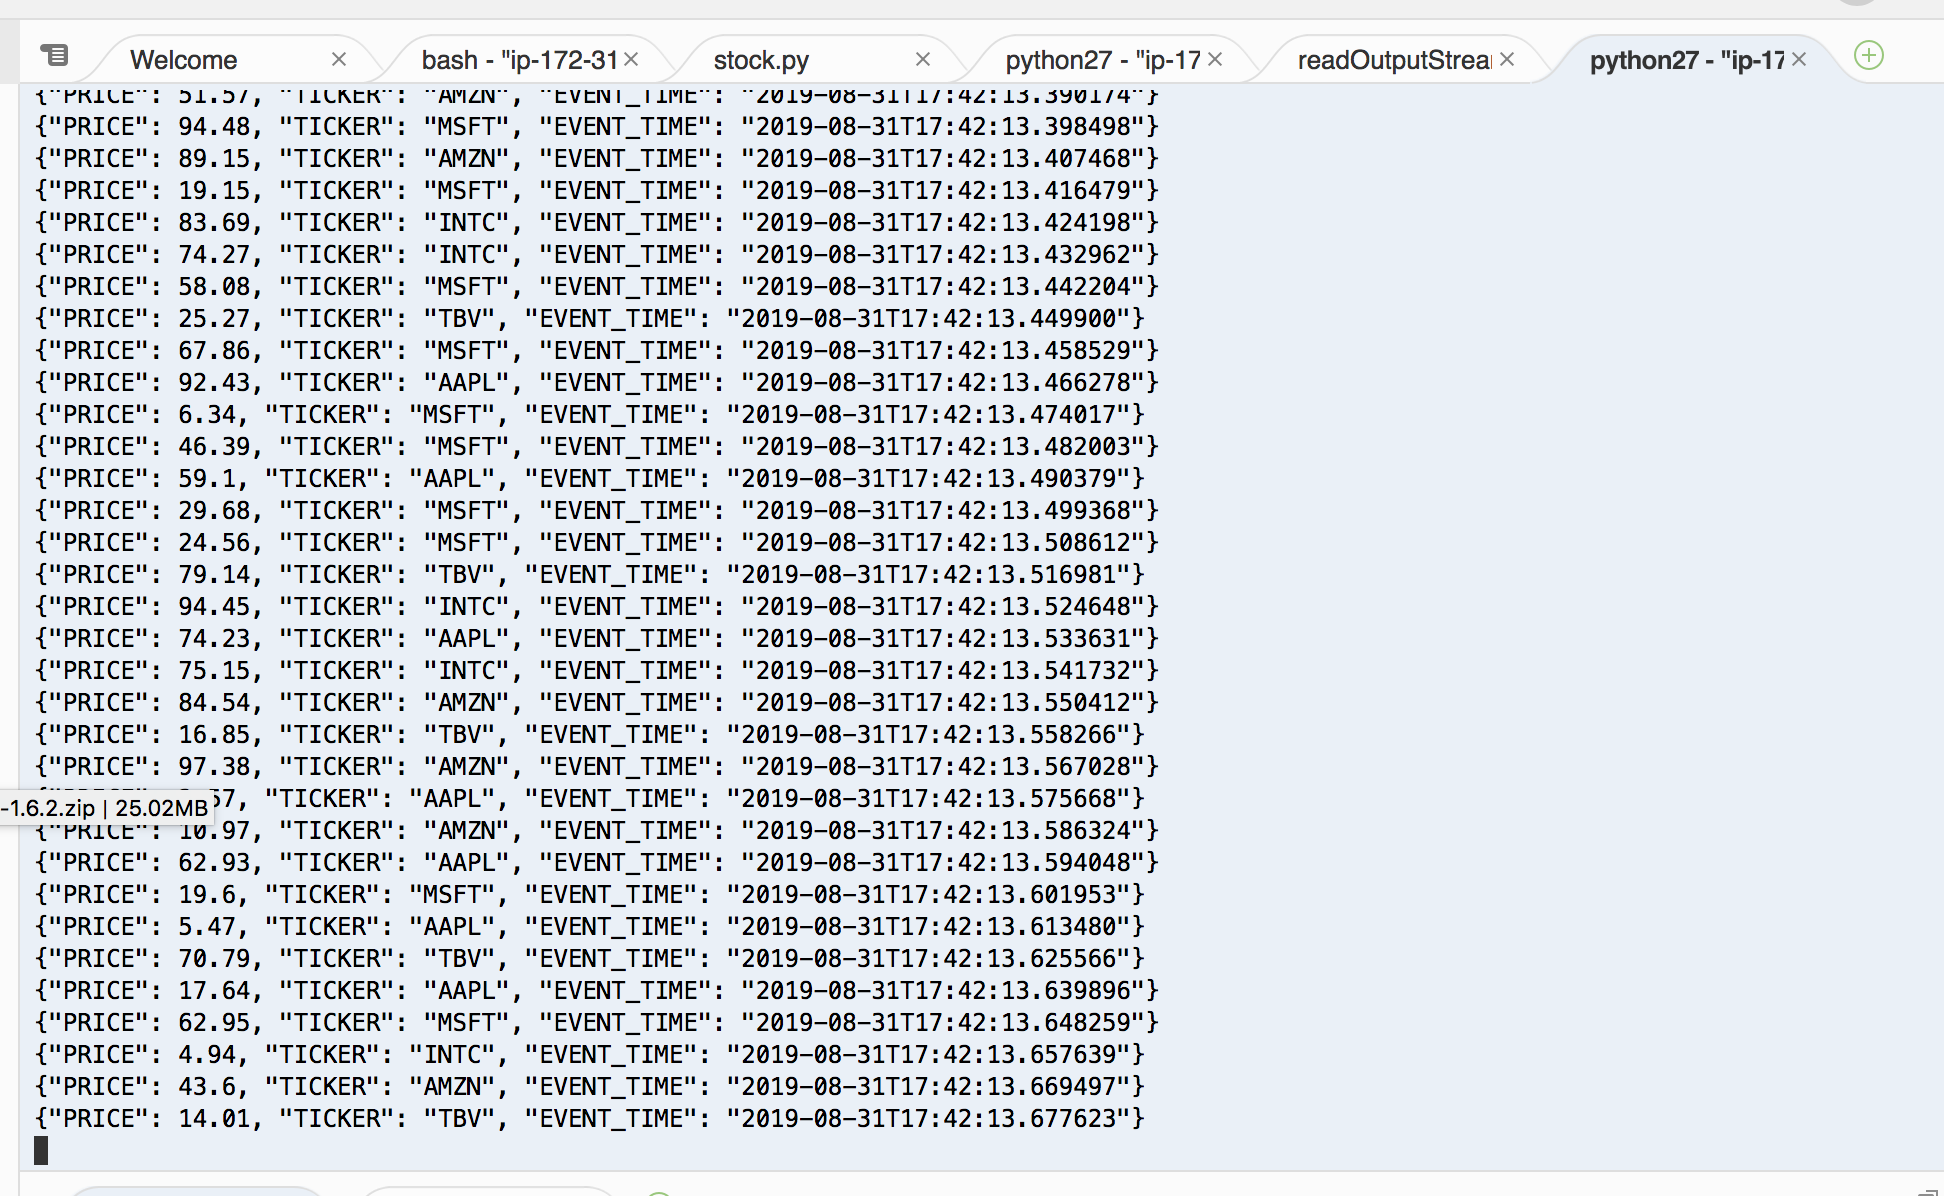 Welcome × bash - "ip-172-31 × stock.py × python27 - "ip-17 × readOutputStrea × python27 - "ip-17 ×
{"PRICE": 51.57, "TICKER": "AMZN", "EVENT_TIME": "2019-08-31T17:42:13.390174"}
{"PRICE": 94.48, "TICKER": "MSFT", "EVENT_TIME": "2019-08-31T17:42:13.398498"}
{"PRICE": 89.15, "TICKER": "AMZN", "EVENT_TIME": "2019-08-31T17:42:13.407468"}
{"PRICE": 19.15, "TICKER": "MSFT", "EVENT_TIME": "2019-08-31T17:42:13.416479"}
{"PRICE": 83.69, "TICKER": "INTC", "EVENT_TIME": "2019-08-31T17:42:13.424198"}
{"PRICE": 74.27, "TICKER": "INTC", "EVENT_TIME": "2019-08-31T17:42:13.432962"}
{"PRICE": 58.08, "TICKER": "MSFT", "EVENT_TIME": "2019-08-31T17:42:13.442204"}
{"PRICE": 25.27, "TICKER": "TBV", "EVENT_TIME": "2019-08-31T17:42:13.449900"}
{"PRICE": 67.86, "TICKER": "MSFT", "EVENT_TIME": "2019-08-31T17:42:13.458529"}
{"PRICE": 92.43, "TICKER": "AAPL", "EVENT_TIME": "2019-08-31T17:42:13.466278"}
{"PRICE": 6.34, "TICKER": "MSFT", "EVENT_TIME": "2019-08-31T17:42:13.474017"}
{"PRICE": 46.39, "TICKER": "MSFT", "EVENT_TIME": "2019-08-31T17:42:13.482003"}
{"PRICE": 59.1, "TICKER": "AAPL", "EVENT_TIME": "2019-08-31T17:42:13.490379"}
{"PRICE": 29.68, "TICKER": "MSFT", "EVENT_TIME": "2019-08-31T17:42:13.499368"}
{"PRICE": 24.56, "TICKER": "MSFT", "EVENT_TIME": "2019-08-31T17:42:13.508612"}
{"PRICE": 79.14, "TICKER": "TBV", "EVENT_TIME": "2019-08-31T17:42:13.516981"}
{"PRICE": 94.45, "TICKER": "INTC", "EVENT_TIME": "2019-08-31T17:42:13.524648"}
{"PRICE": 74.23, "TICKER": "AAPL", "EVENT_TIME": "2019-08-31T17:42:13.533631"}
{"PRICE": 75.15, "TICKER": "INTC", "EVENT_TIME": "2019-08-31T17:42:13.541732"}
{"PRICE": 84.54, "TICKER": "AMZN", "EVENT_TIME": "2019-08-31T17:42:13.550412"}
{"PRICE": 16.85, "TICKER": "TBV", "EVENT_TIME": "2019-08-31T17:42:13.558266"}
{"PRICE": 97.38, "TICKER": "AMZN", "EVENT_TIME": "2019-08-31T17:42:13.567028"}
"TICKER": "AAPL", "EVENT_TIME": "2019-08-31T17:42:13.575668"}
-1.6.2.zip | 25.02MB
{"PRICE": 10.97, "TICKER": "AMZN", "EVENT_TIME": "2019-08-31T17:42:13.586324"}
{"PRICE": 62.93, "TICKER": "AAPL", "EVENT_TIME": "2019-08-31T17:42:13.594048"}
{"PRICE": 19.6, "TICKER": "MSFT", "EVENT_TIME": "2019-08-31T17:42:13.601953"}
{"PRICE": 5.47, "TICKER": "AAPL", "EVENT_TIME": "2019-08-31T17:42:13.613480"}
{"PRICE": 70.79, "TICKER": "TBV", "EVENT_TIME": "2019-08-31T17:42:13.625566"}
{"PRICE": 17.64, "TICKER": "AAPL", "EVENT_TIME": "2019-08-31T17:42:13.639896"}
{"PRICE": 62.95, "TICKER": "MSFT", "EVENT_TIME": "2019-08-31T17:42:13.648259"}
{"PRICE": 4.94, "TICKER": "INTC", "EVENT_TIME": "2019-08-31T17:42:13.657639"}
{"PRICE": 43.6, "TICKER": "AMZN", "EVENT_TIME": "2019-08-31T17:42:13.669497"}
{"PRICE": 14.01, "TICKER": "TBV", "EVENT_TIME": "2019-08-31T17:42:13.677623"}